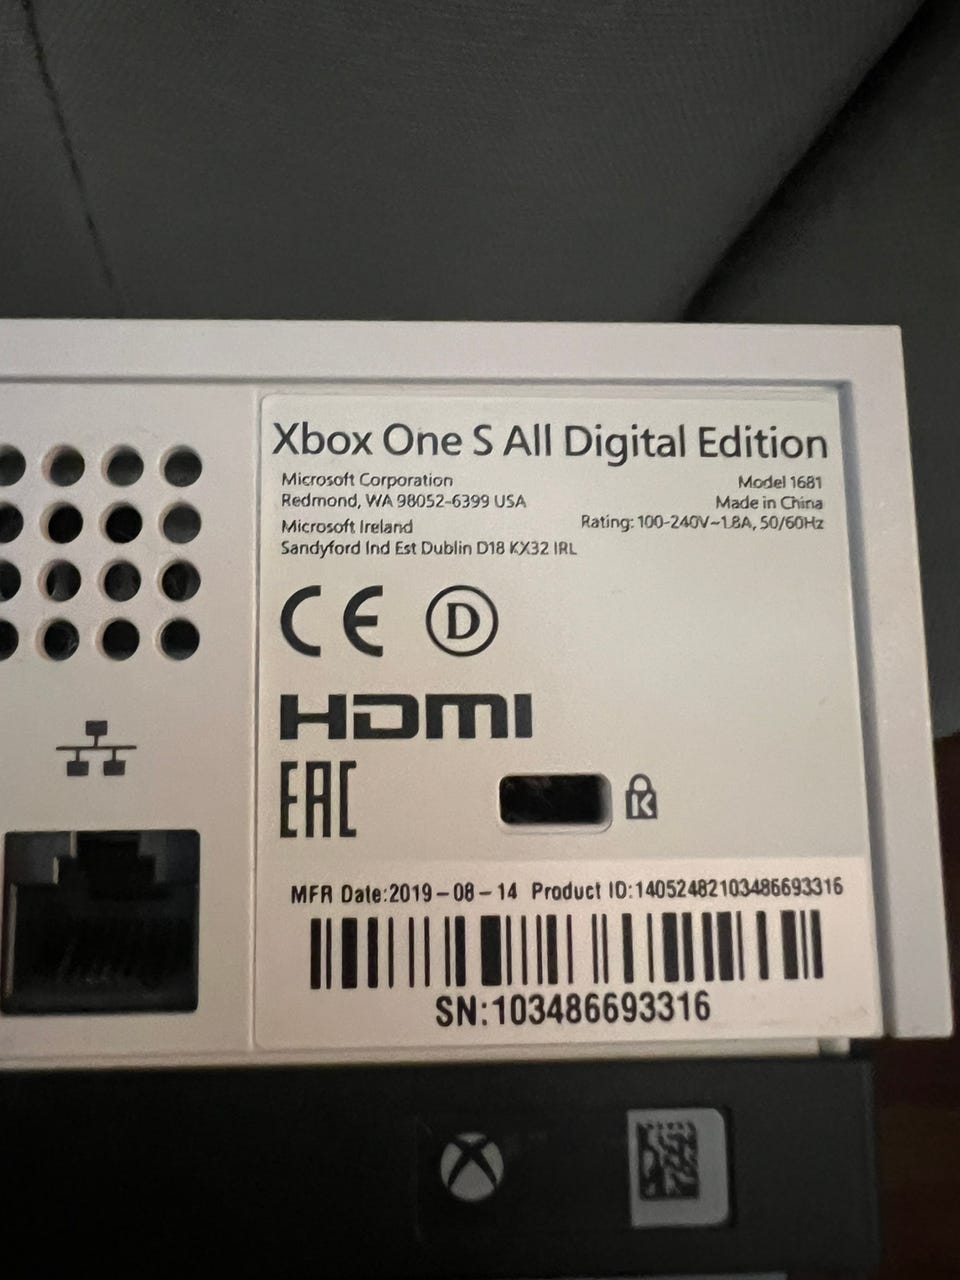 Xbox One S All Digital Edition
Microsoft Corporation
Redmond, WA 98052-6399 USA
Microsoft Ireland
Sandyford Ind Est Dublin D18 KX32 IRL
Model 1681
Made in China
Rating: 100-240V~1.8A, 50/60Hz
CE D
HDMI
EAC
K
MFR Date:2019-08-14 Product ID:14052482103486693316
SN:103486693316